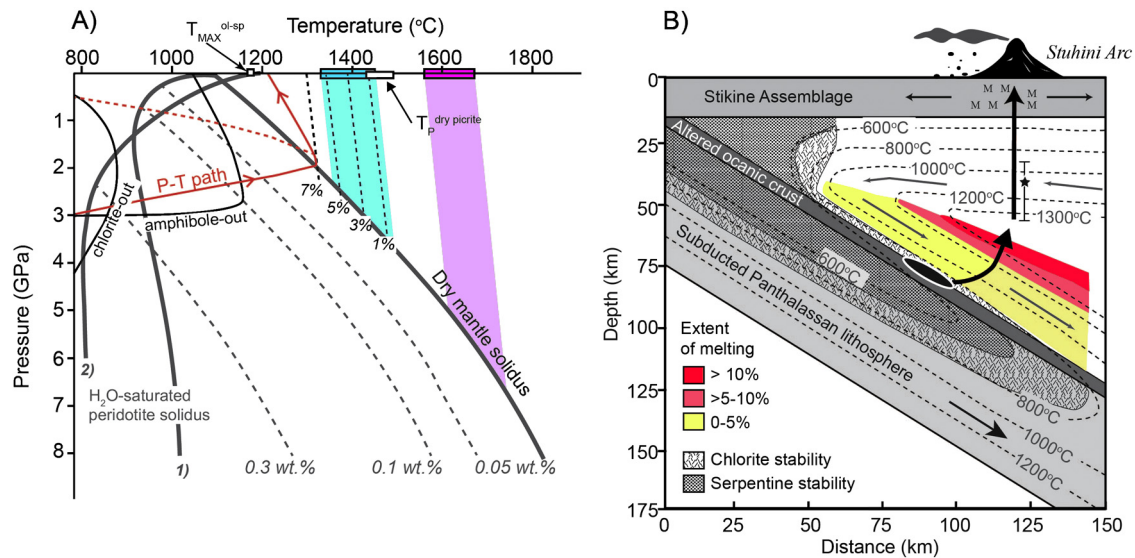 A)
T_MAX^ol-sp
Temperature (°C)
800 1000 1200 1400 1600 1800
T_P^dry picrite
Pressure (GPa)
1
2
3
4
5
6
7
8
P-T path
chlorite-out
amphibole-out
7%
5%
3%
1%
Dry mantle solidus
2)
H₂O-saturated
peridotite solidus
1)
0.3 wt.%
0.1 wt.%
0.05 wt.%
B)
Stuhini Arc
Stikine Assemblage
M M M
M M M
Altered ocanic crust
Subducted Panthalassan lithosphere
600°C
800°C
1000°C
1200°C
1300°C
600°C
800°C
1000°C
1200°C
Extent
of melting
> 10%
>5-10%
0-5%
Chlorite stability
Serpentine stability
Depth (km)
0
25
50
75
100
125
150
175
0 25 50 75 100 125 150
Distance (km)